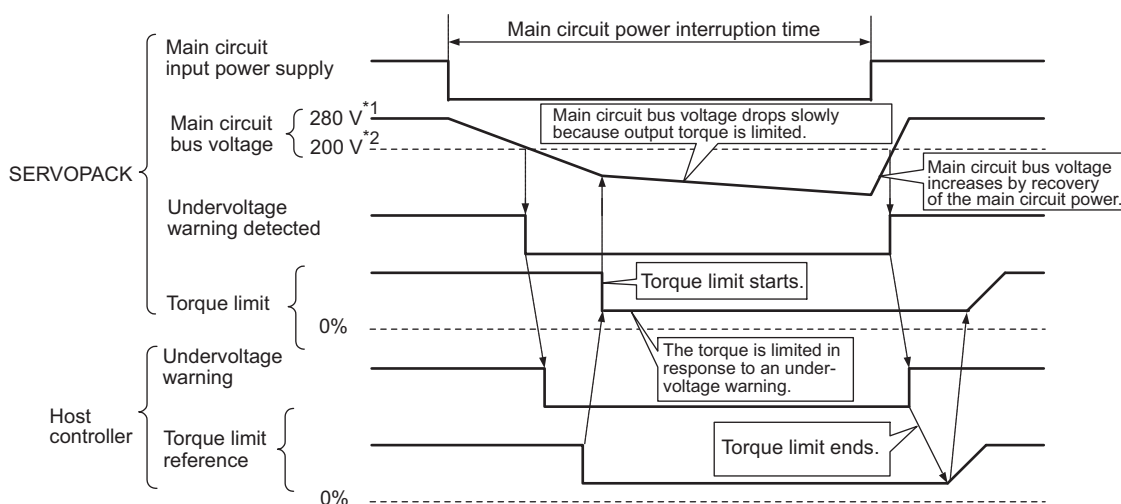 Main circuit power interruption time
Main circuit
input power supply
Main circuit bus voltage drops slowly
because output torque is limited.
280 V*1
Main circuit
bus voltage
200 V*2
SERVOPACK
Main circuit bus voltage
increases by recovery
of the main circuit power.
Undervoltage
warning detected
Torque limit starts.
Torque limit
0%
The torque is limited in
response to an under-
voltage warning.
Undervoltage
warning
Host
controller
Torque limit
reference
Torque limit ends.
0%